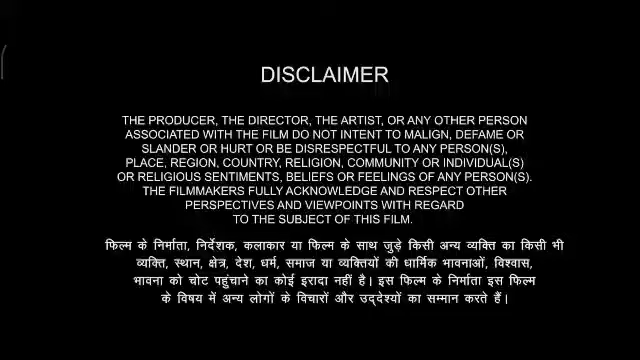 DISCLAIMER
THE PRODUCER, THE DIRECTOR, THE ARTIST, OR ANY OTHER PERSON
ASSOCIATED WITH THE FILM DO NOT INTENT TO MALIGN, DEFAME OR
SLANDER OR HURT OR BE DISRESPECTFUL TO ANY PERSON(S),
PLACE, REGION, COUNTRY, RELIGION, COMMUNITY OR INDIVIDUAL(S)
OR RELIGIOUS SENTIMENTS, BELIEFS OR FEELINGS OF ANY PERSON(S).
THE FILMMAKERS FULLY ACKNOWLEDGE AND RESPECT OTHER
PERSPECTIVES AND VIEWPOINTS WITH REGARD
TO THE SUBJECT OF THIS FILM.
फिल्म के निर्माता, निर्देशक, कलाकार या फिल्म के साथ जुड़े किसी अन्य व्यक्ति का किसी भी
व्यक्ति, स्थान, क्षेत्र, देश, धर्म, समाज या व्यक्तियों की धार्मिक भावनाओं, विश्वास,
भावना को चोट पहुंचाने का कोई इरादा नहीं है। इस फिल्म के निर्माता इस फिल्म
के विषय में अन्य लोगों के विचारों और उद्देश्यों का सम्मान करते हैं।